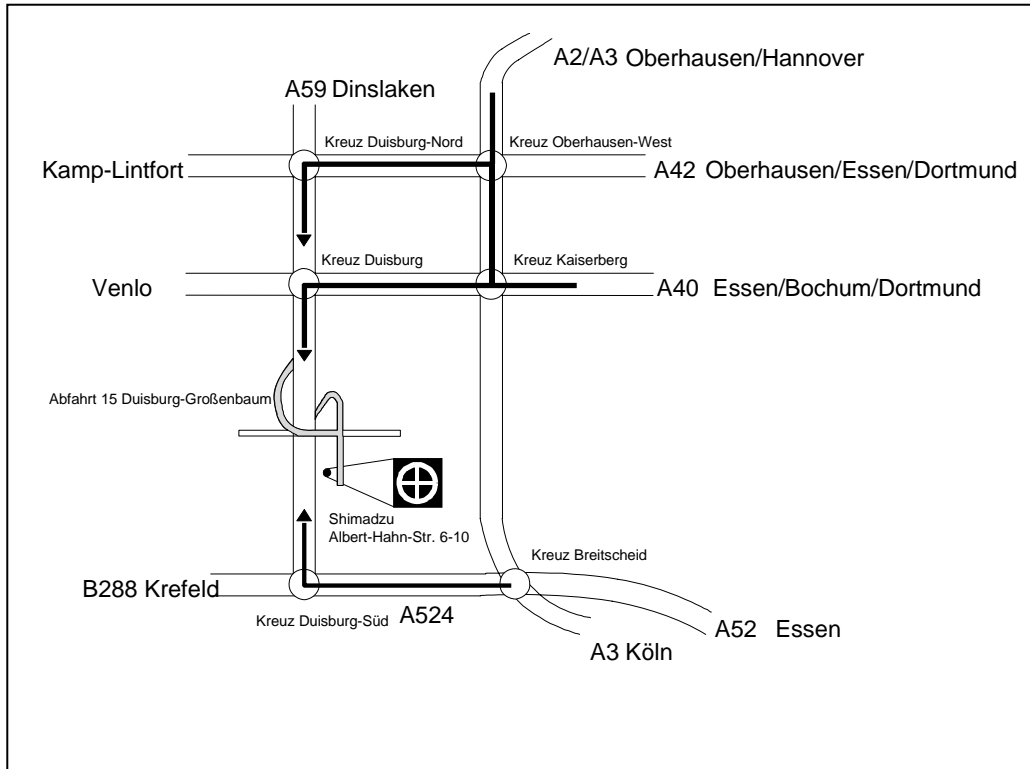 A2/A3 Oberhausen/Hannover
A59 Dinslaken
Kreuz Duisburg-Nord
Kreuz Oberhausen-West
Kamp-Lintfort
A42 Oberhausen/Essen/Dortmund
Kreuz Duisburg
Kreuz Kaiserberg
Venlo
A40 Essen/Bochum/Dortmund
Abfahrt 15 Duisburg-Großenbaum
Shimadzu
Albert-Hahn-Str. 6-10
Kreuz Breitscheid
B288 Krefeld
Kreuz Duisburg-Süd
A524
A52 Essen
A3 Köln